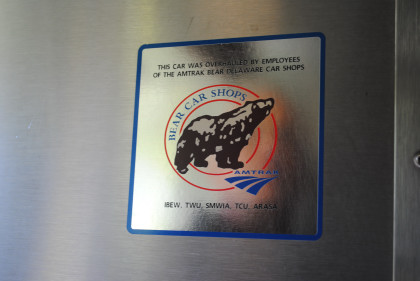 THIS CAR WAS OVERHAULED BY EMPLOYEES
OF THE AMTRAK BEAR DELAWARE CAR SHOPS
BEAR CAR SHOPS
AMTRAK
IBEW, TWU, SMWIA, TCU, ARASA